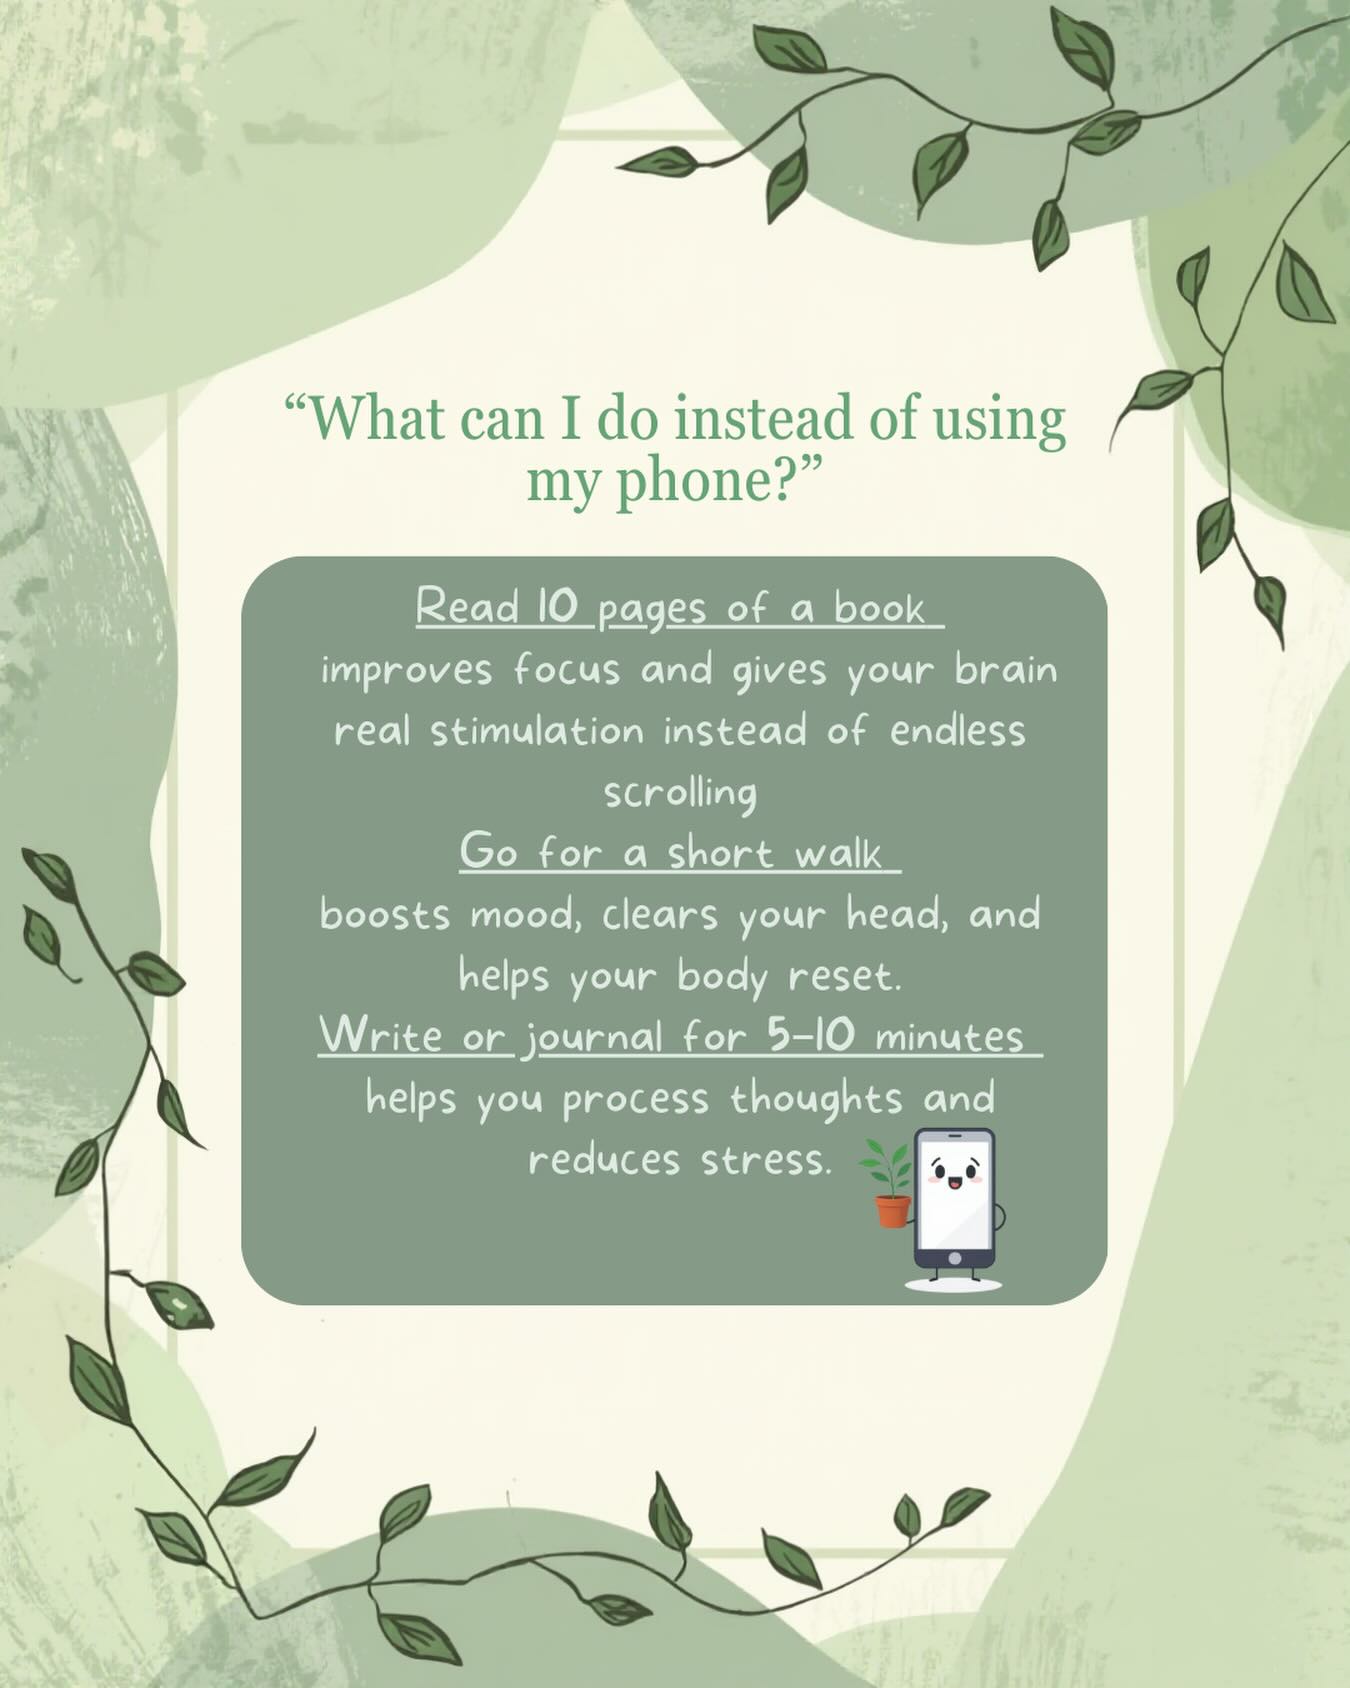 “What can I do instead of using
my phone?”
Read 10 pages of a book
improves focus and gives your brain
real stimulation instead of endless
scrolling
Go for a short walk
boosts mood, clears your head, and
helps your body reset.
Write or journal for 5–10 minutes
helps you process thoughts and
reduces stress.